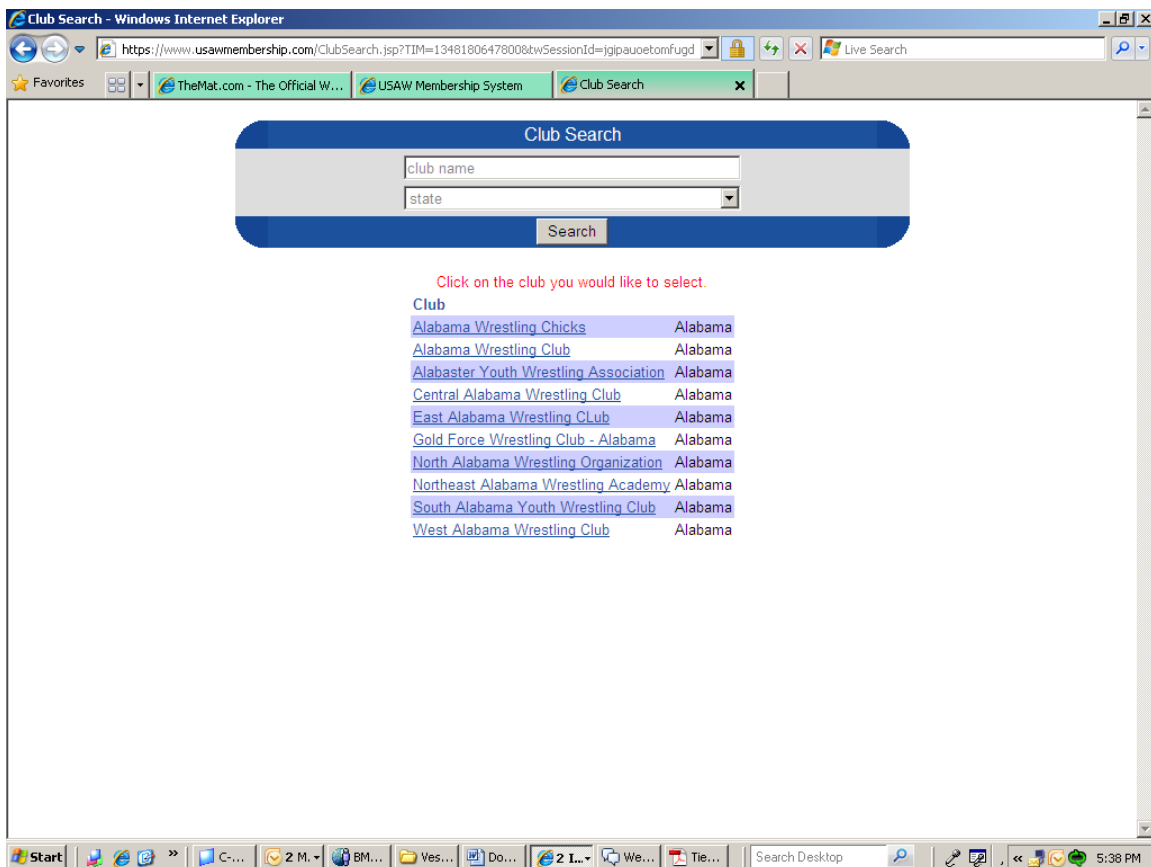 Club Search - Windows Internet Explorer
https://www.usawmembership.com/ClubSearch.jsp?TIM=1348180647800&twSessionId=jgipauoetomfugd
Live Search
Favorites
TheMat.com - The Official W...
USAW Membership System
Club Search
Club Search
club name
state
Search
Click on the club you would like to select.
Club
Alabama Wrestling Chicks Alabama
Alabama Wrestling Club Alabama
Alabaster Youth Wrestling Association Alabama
Central Alabama Wrestling Club Alabama
East Alabama Wrestling CLub Alabama
Gold Force Wrestling Club - Alabama Alabama
North Alabama Wrestling Organization Alabama
Northeast Alabama Wrestling Academy Alabama
South Alabama Youth Wrestling Club Alabama
West Alabama Wrestling Club Alabama
Start » C-... 2 M. BM... Ves... Do... 2 I... We... Tie... Search Desktop « 5:38 PM